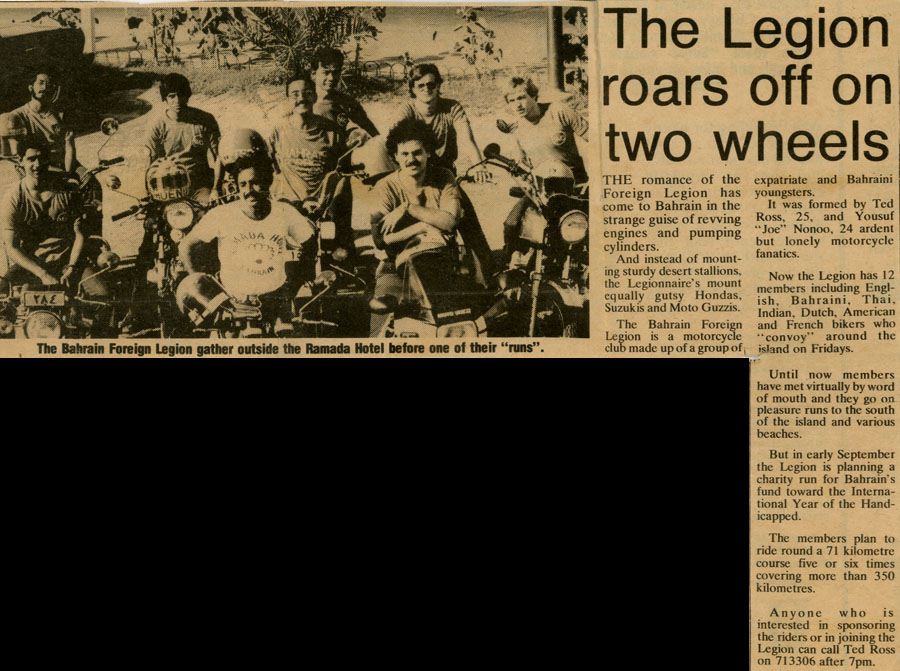 The Legion
roars off on
two wheels
THE romance of the
Foreign Legion has
come to Bahrain in the
strange guise of revving
engines and pumping
cylinders.
And instead of mount-
ing sturdy desert stallions,
the Legionnaire's mount
equally gutsy Hondas,
Suzukis and Moto Guzzis.
The Bahrain Foreign
Legion is a motorcycle
club made up of a group of
expatriate and Bahraini
youngsters.
It was formed by Ted
Ross, 25, and Yousuf
"Joe" Nonoo, 24 ardent
but lonely motorcycle
fanatics.
Now the Legion has 12
members including Engl-
ish, Bahraini, Thai,
Indian, Dutch, American
and French bikers who
"convoy" around the
island on Fridays.
Until now members
have met virtually by word
of mouth and they go on
pleasure runs to the south
of the island and various
beaches.
But in early September
the Legion is planning a
charity run for Bahrain's
fund toward the Interna-
tional Year of the Hand-
icapped.
The members plan to
ride round a 71 kilometre
course five or six times
covering more than 350
kilometres.
Anyone who is
interested in sponsoring
the riders or in joining the
Legion can call Ted Ross
on 713306 after 7pm.
The Bahrain Foreign Legion gather outside the Ramada Hotel before one of their "runs".
٢٨٤